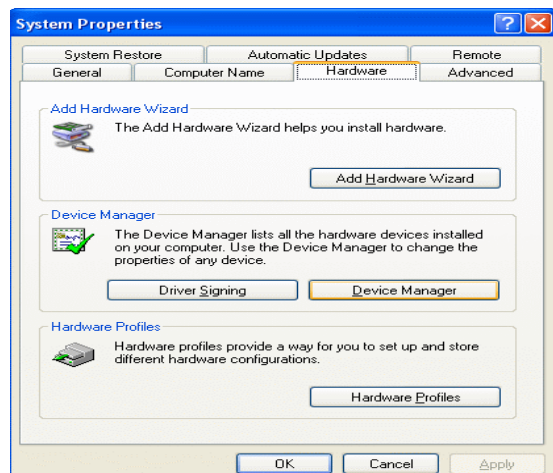 System Properties
System Restore Automatic Updates Remote
General Computer Name Hardware Advanced
Add Hardware Wizard
The Add Hardware Wizard helps you install hardware.
Add Hardware Wizard
Device Manager
The Device Manager lists all the hardware devices installed
on your computer. Use the Device Manager to change the
properties of any device.
Driver Signing Device Manager
Hardware Profiles
Hardware profiles provide a way for you to set up and store
different hardware configurations.
Hardware Profiles
OK Cancel Apply